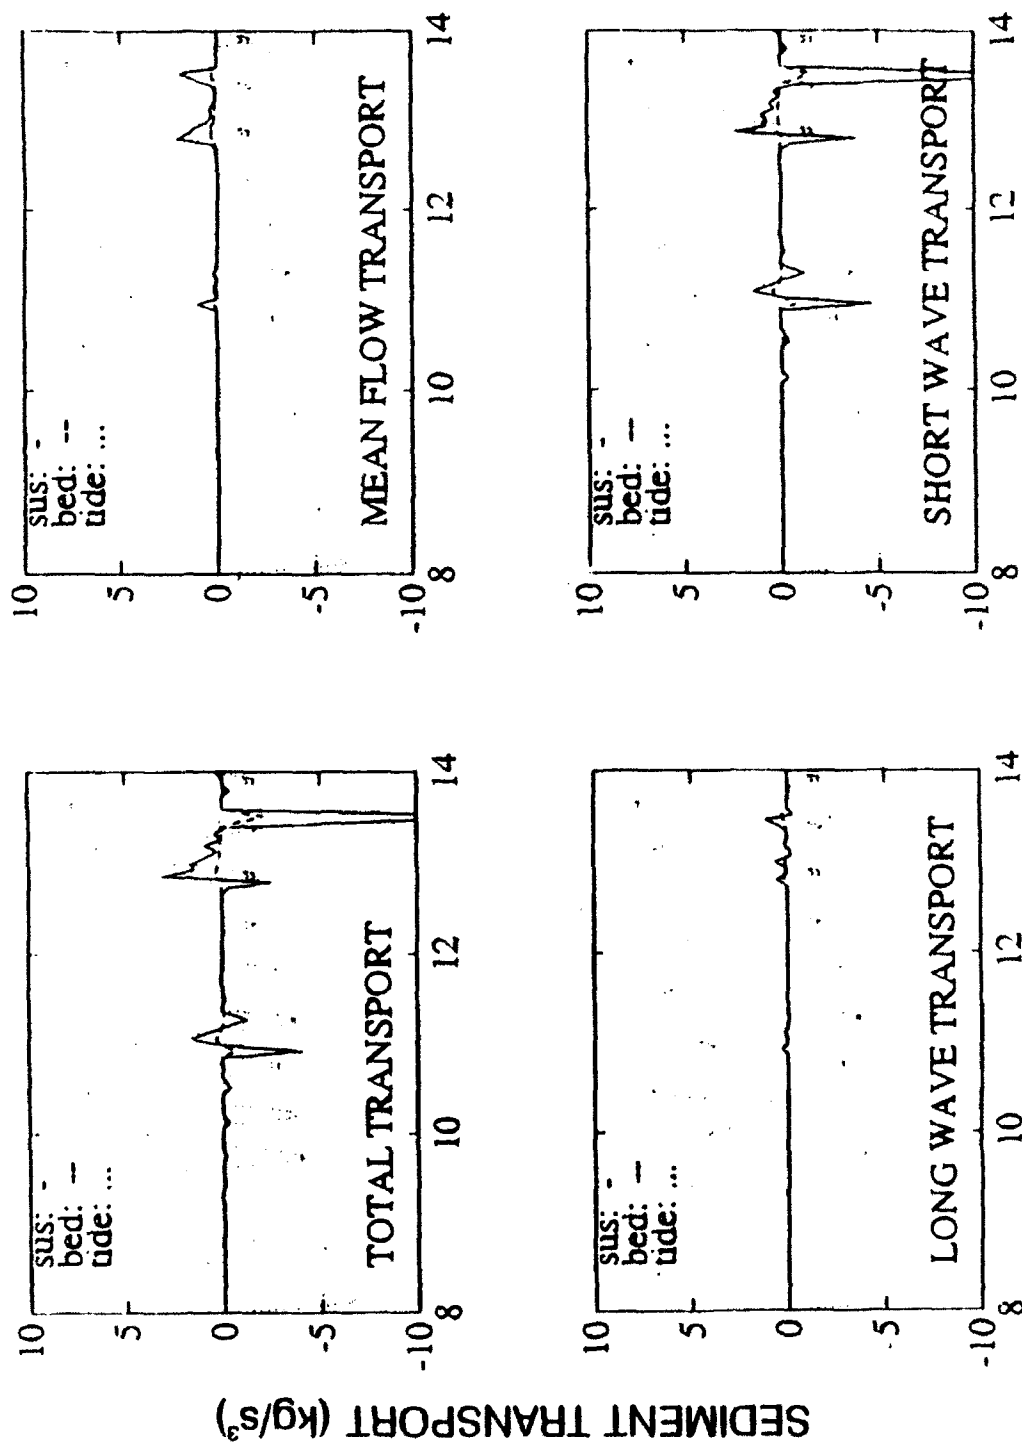 SEDIMENT TRANSPORT (kg/s³)
10
5
0
-5
-10
sus: -
bed: --
tide: ...
TOTAL TRANSPORT
8
10
12
14
10
5
0
-5
-10
sus: -
bed: --
tide: ...
MEAN FLOW TRANSPORT
8
10
12
14
10
5
0
-5
-10
sus: -
bed: --
tide: ...
LONG WAVE TRANSPORT
8
10
12
14
10
5
0
-5
-10
sus: -
bed: --
tide: ...
SHORT WAVE TRANSPORT
8
10
12
14